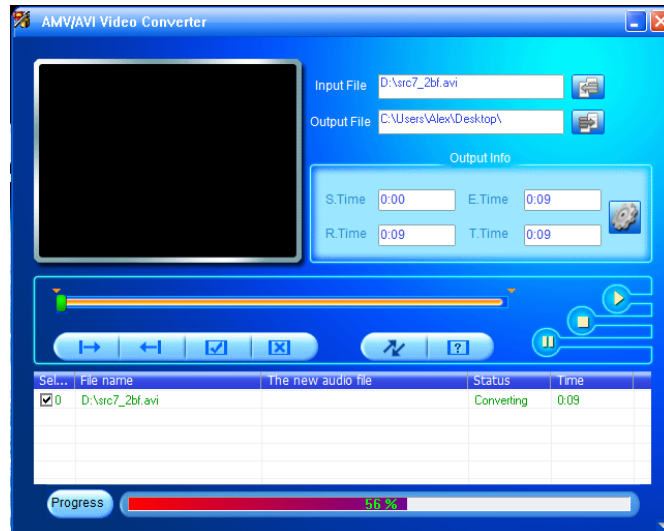 AMV/AVI Video Converter
Input File D:\src7_2bf.avi
Output File C:\Users\Alex\Desktop\
Output Info
S.Time 0:00 E.Time 0:09
R.Time 0:09 T.Time 0:09
Sel... File name The new audio file Status Time
0 D:\src7_2bf.avi Converting 0:09
Progress 56 %